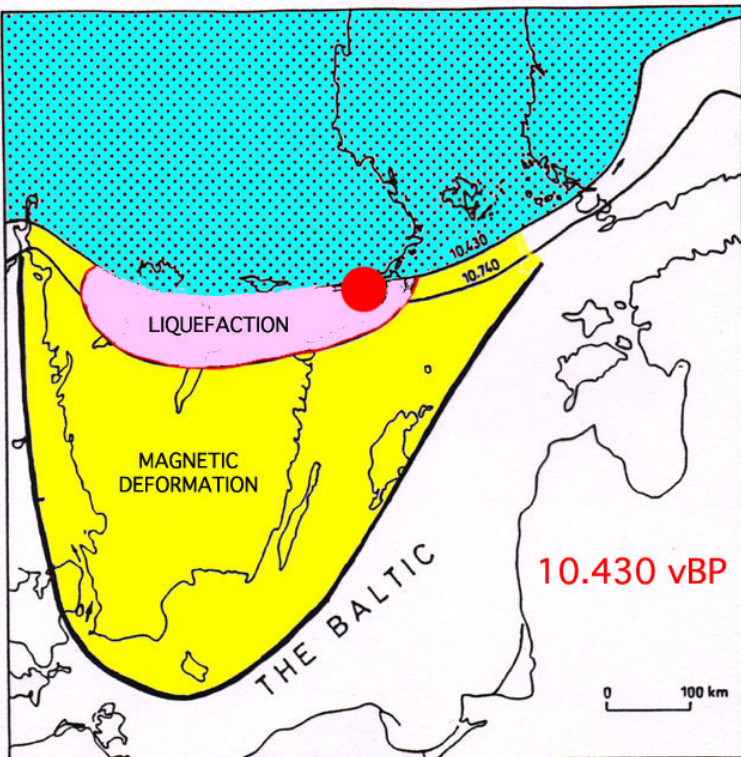 10.430
10.740
LIQUEFACTION
MAGNETIC
DEFORMATION
THE BALTIC
10.430 vBP
0 100 km